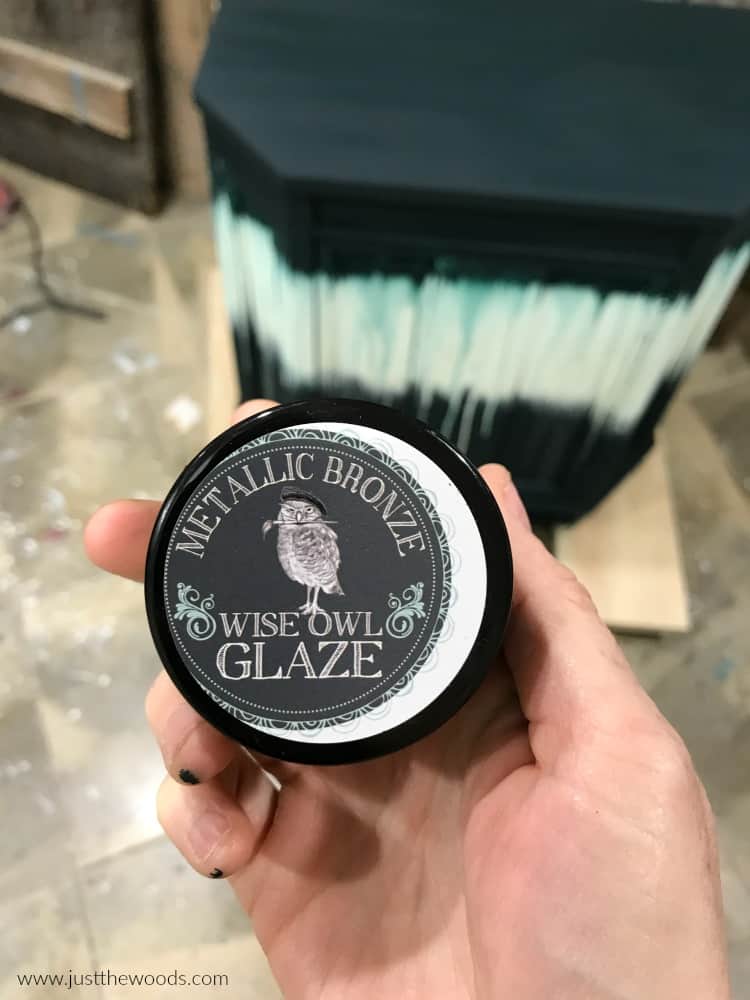 METALLIC BRONZE
WISE OWL
GLAZE
www.justthewoods.com